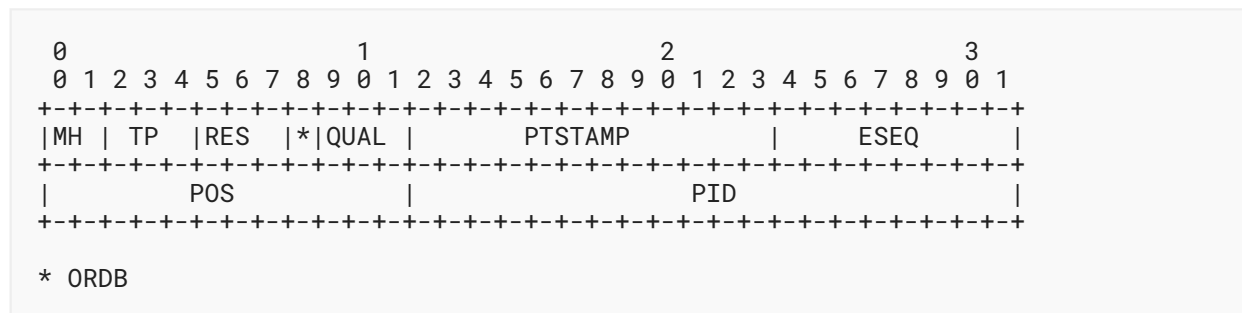 0                   1                   2                   3
 0 1 2 3 4 5 6 7 8 9 0 1 2 3 4 5 6 7 8 9 0 1 2 3 4 5 6 7 8 9 0 1
+-+-+-+-+-+-+-+-+-+-+-+-+-+-+-+-+-+-+-+-+-+-+-+-+-+-+-+-+-+-+-+-+
|MH | TP  |RES  |*|QUAL |       PTSTAMP         |     ESEQ      |
+-+-+-+-+-+-+-+-+-+-+-+-+-+-+-+-+-+-+-+-+-+-+-+-+-+-+-+-+-+-+-+-+
|         POS           |                  PID                  |
+-+-+-+-+-+-+-+-+-+-+-+-+-+-+-+-+-+-+-+-+-+-+-+-+-+-+-+-+-+-+-+-+
* ORDB